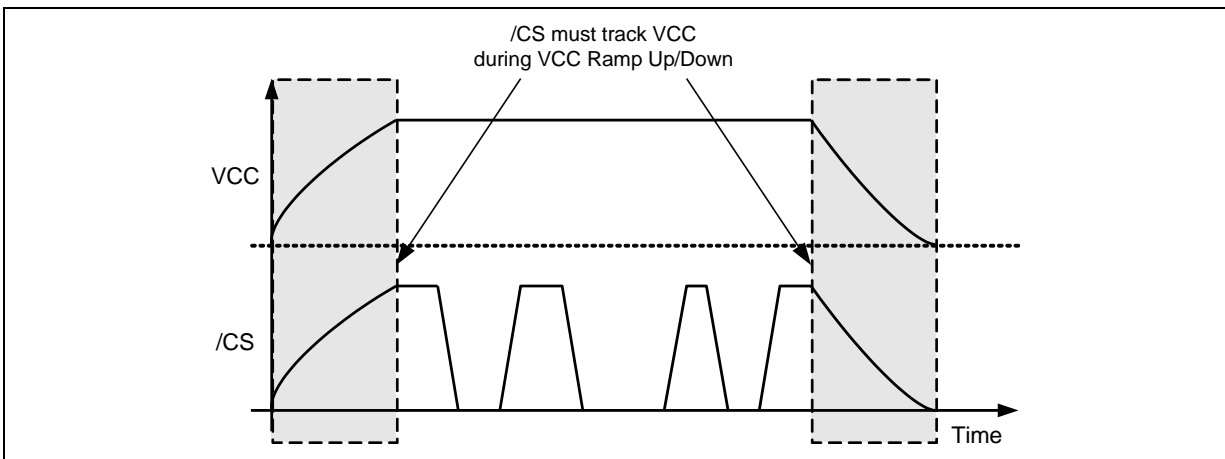 /CS must track VCC
during VCC Ramp Up/Down
VCC
/CS
Time